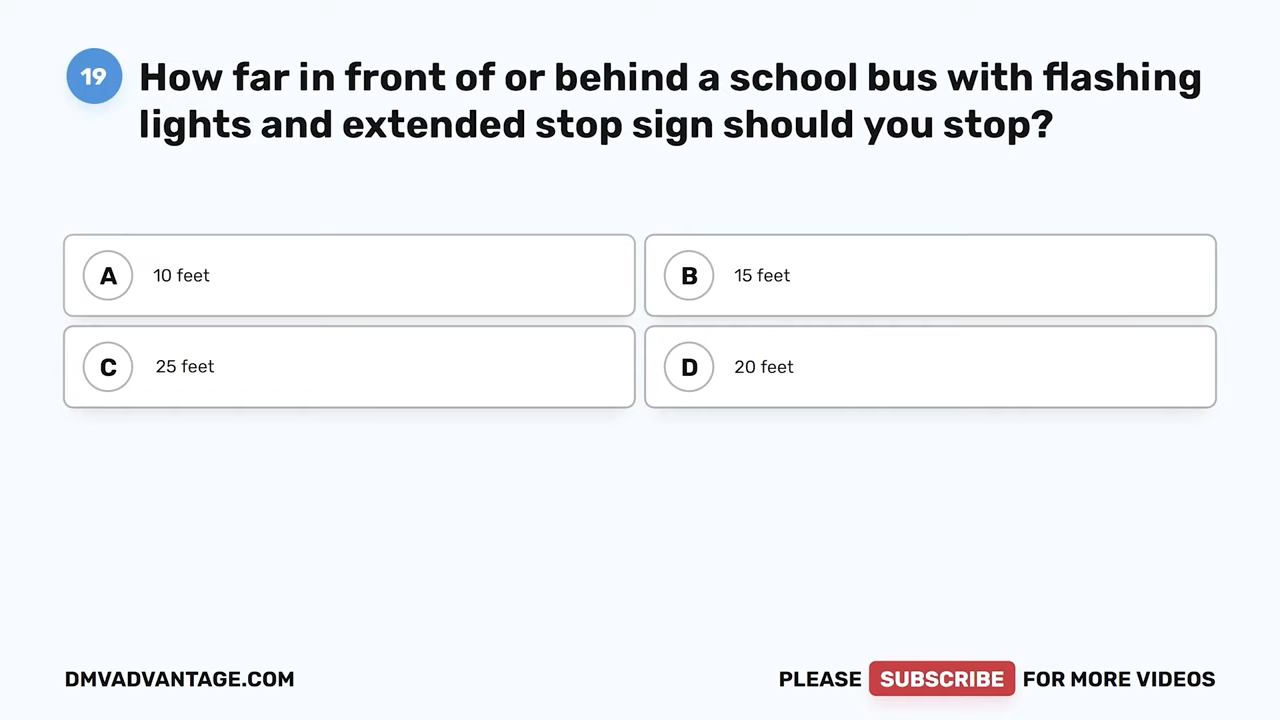 19
How far in front of or behind a school bus with flashing
lights and extended stop sign should you stop?
A 10 feet
B 15 feet
C 25 feet
D 20 feet
DMVADVANTAGE.COM
PLEASE SUBSCRIBE FOR MORE VIDEOS